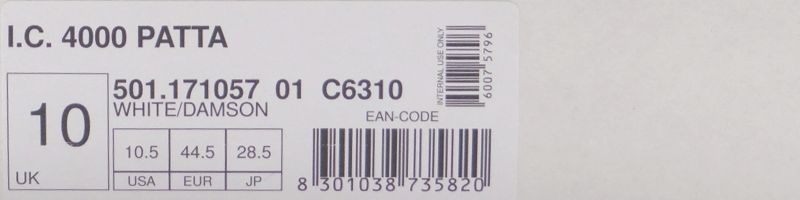 I.C. 4000 PATTA
501.171057 01 C6310
WHITE/DAMSON
10
UK
10.5 44.5 28.5
USA EUR JP
EAN-CODE
8 301038 735820
INTERNAL USE ONLY
6007 5796